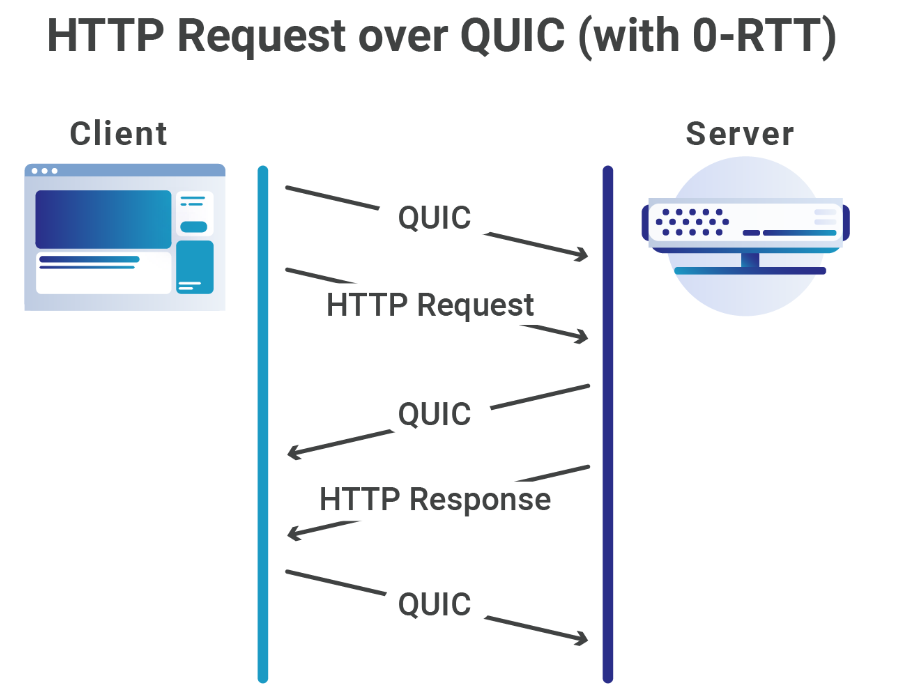 HTTP Request over QUIC (with 0-RTT)
Client
Server
QUIC
HTTP Request
QUIC
HTTP Response
QUIC